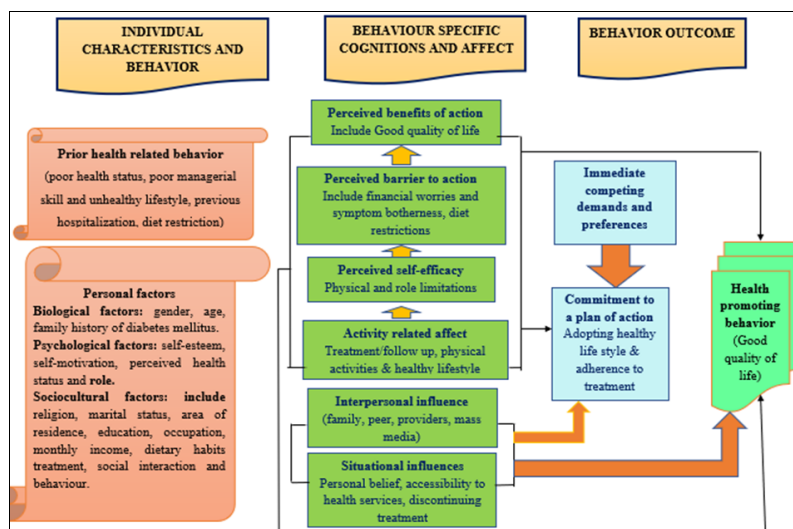 INDIVIDUAL
CHARACTERISTICS AND
BEHAVIOR
BEHAVIOUR SPECIFIC
COGNITIONS AND AFFECT
BEHAVIOR OUTCOME
Prior health related behavior
(poor health status, poor managerial
skill and unhealthy lifestyle, previous
hospitalization, diet restriction)
Personal factors
Biological factors: gender, age,
family history of diabetes mellitus.
Psychological factors: self-esteem,
self-motivation, perceived health
status and role.
Sociocultural factors: include
religion, marital status, area of
residence, education, occupation,
monthly income, dietary habits
treatment, social interaction and
behaviour.
Perceived benefits of action
Include Good quality of life
Perceived barrier to action
Include financial worries and
symptom botherness, diet
restrictions
Perceived self-efficacy
Physical and role limitations
Activity related affect
Treatment/follow up, physical
activities & healthy lifestyle
Interpersonal influence
(family, peer, providers, mass
media)
Situational influences
Personal belief, accessibility to
health services, discontinuing
treatment
Immediate
competing
demands and
preferences
Commitment to
a plan of action
Adopting healthy
life style &
adherence to
treatment
Health
promoting
behavior
(Good
quality of
life)